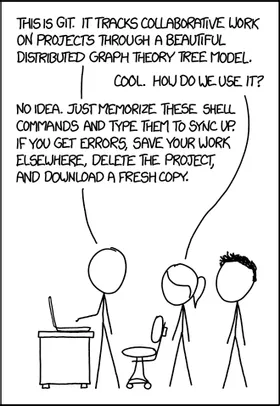 THIS IS GIT. IT TRACKS COLLABORATIVE WORK
ON PROJECTS THROUGH A BEAUTIFUL
DISTRIBUTED GRAPH THEORY TREE MODEL.
COOL. HOW DO WE USE IT?
NO IDEA. JUST MEMORIZE THESE SHELL
COMMANDS AND TYPE THEM TO SYNC UP.
IF YOU GET ERRORS, SAVE YOUR WORK
ELSEWHERE, DELETE THE PROJECT,
AND DOWNLOAD A FRESH COPY.